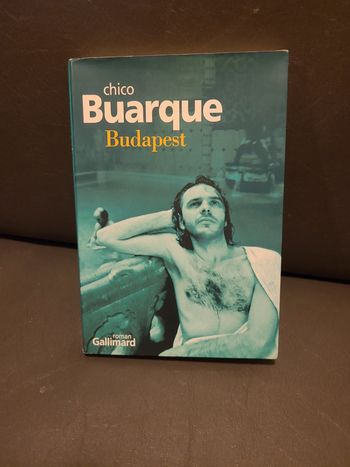 chico
Buarque
Budapest
roman
Gallimard